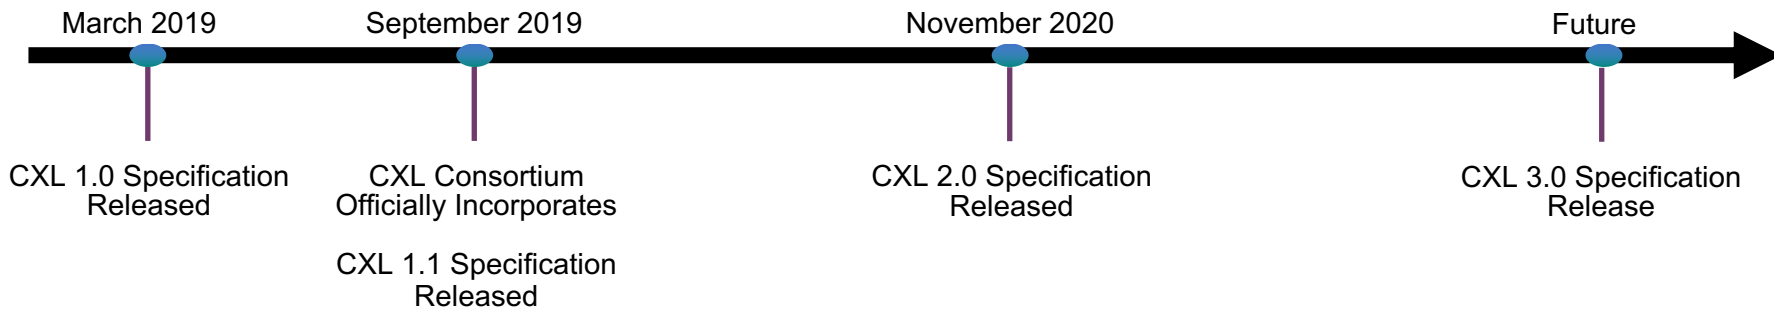 March 2019
September 2019
November 2020
Future
CXL 1.0 Specification
Released
CXL Consortium
Officially Incorporates
CXL 1.1 Specification
Released
CXL 2.0 Specification
Released
CXL 3.0 Specification
Release